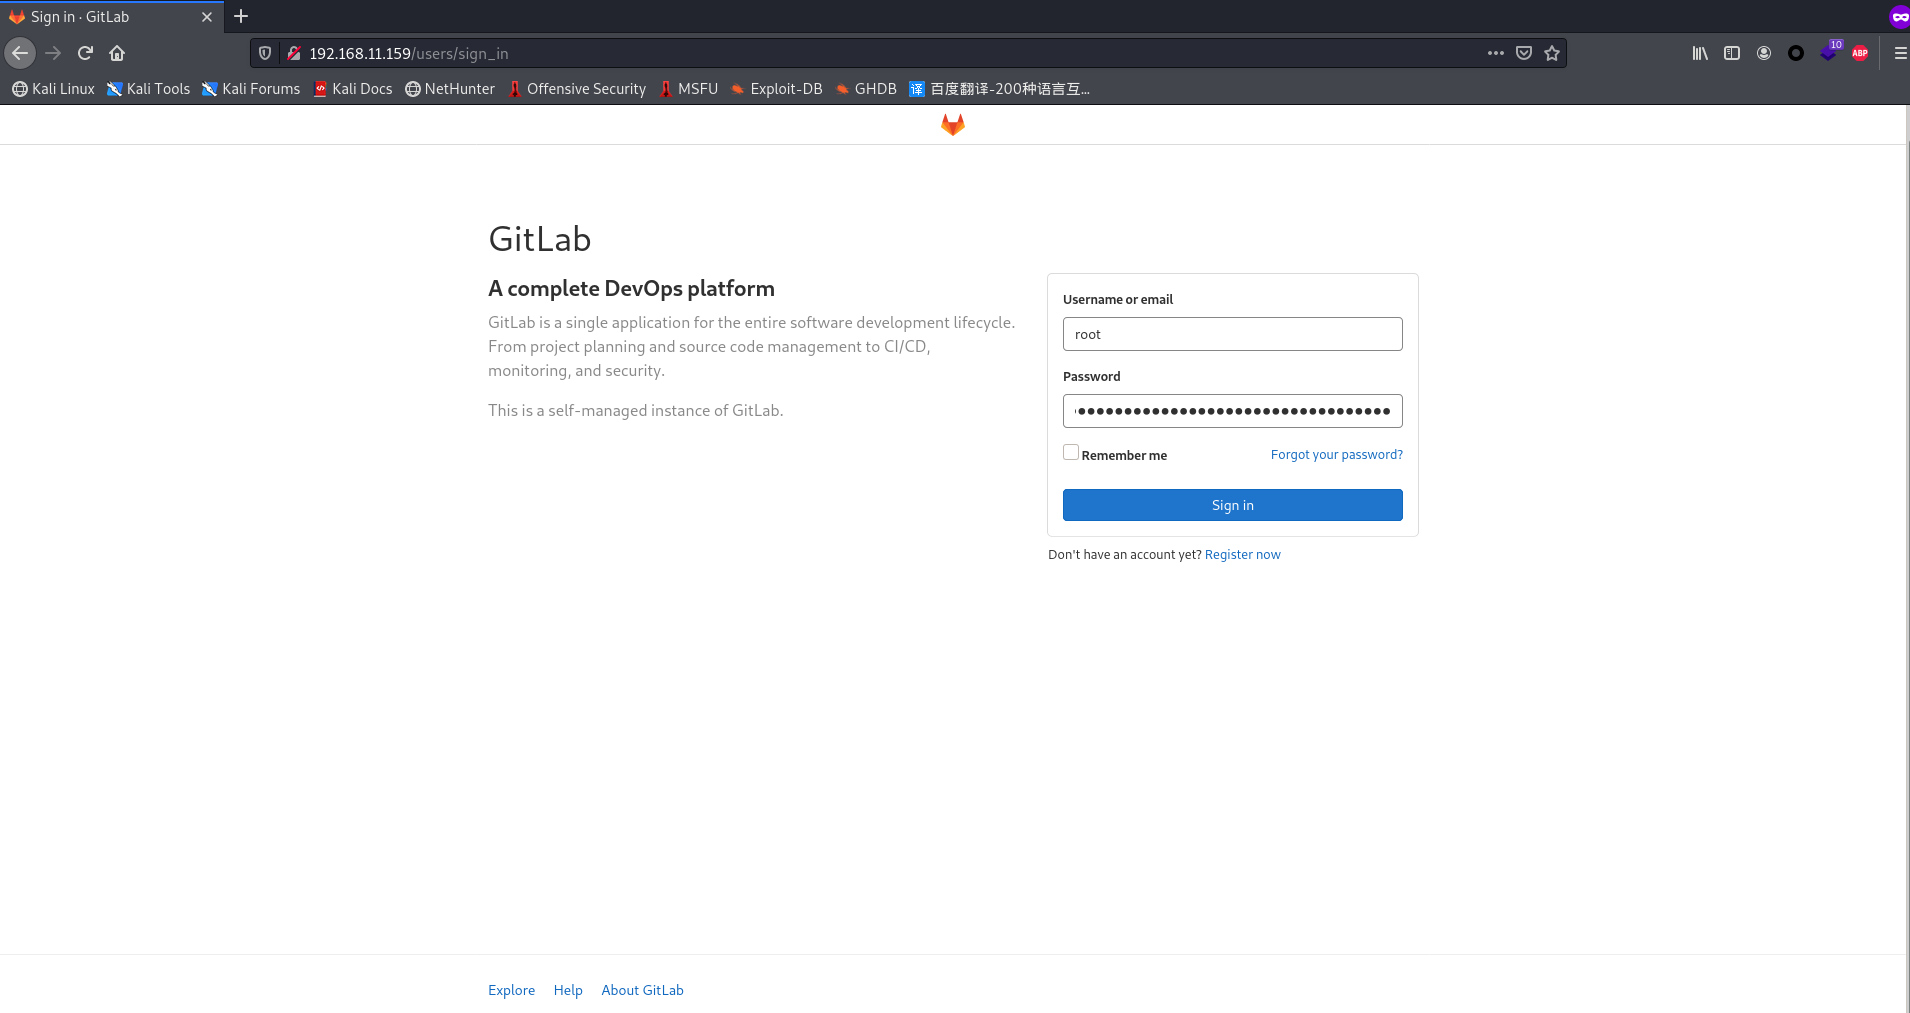 Sign in · GitLab
192.168.11.159/users/sign_in
10
ABP
Kali Linux Kali Tools Kali Forums Kali Docs NetHunter Offensive Security MSFU Exploit-DB GHDB 译 百度翻译-200种语言互...
GitLab
A complete DevOps platform
GitLab is a single application for the entire software development lifecycle.
From project planning and source code management to CI/CD,
monitoring, and security.
This is a self-managed instance of GitLab.
Username or email
root
Password
Remember me
Forgot your password?
Sign in
Don't have an account yet? Register now
Explore Help About GitLab